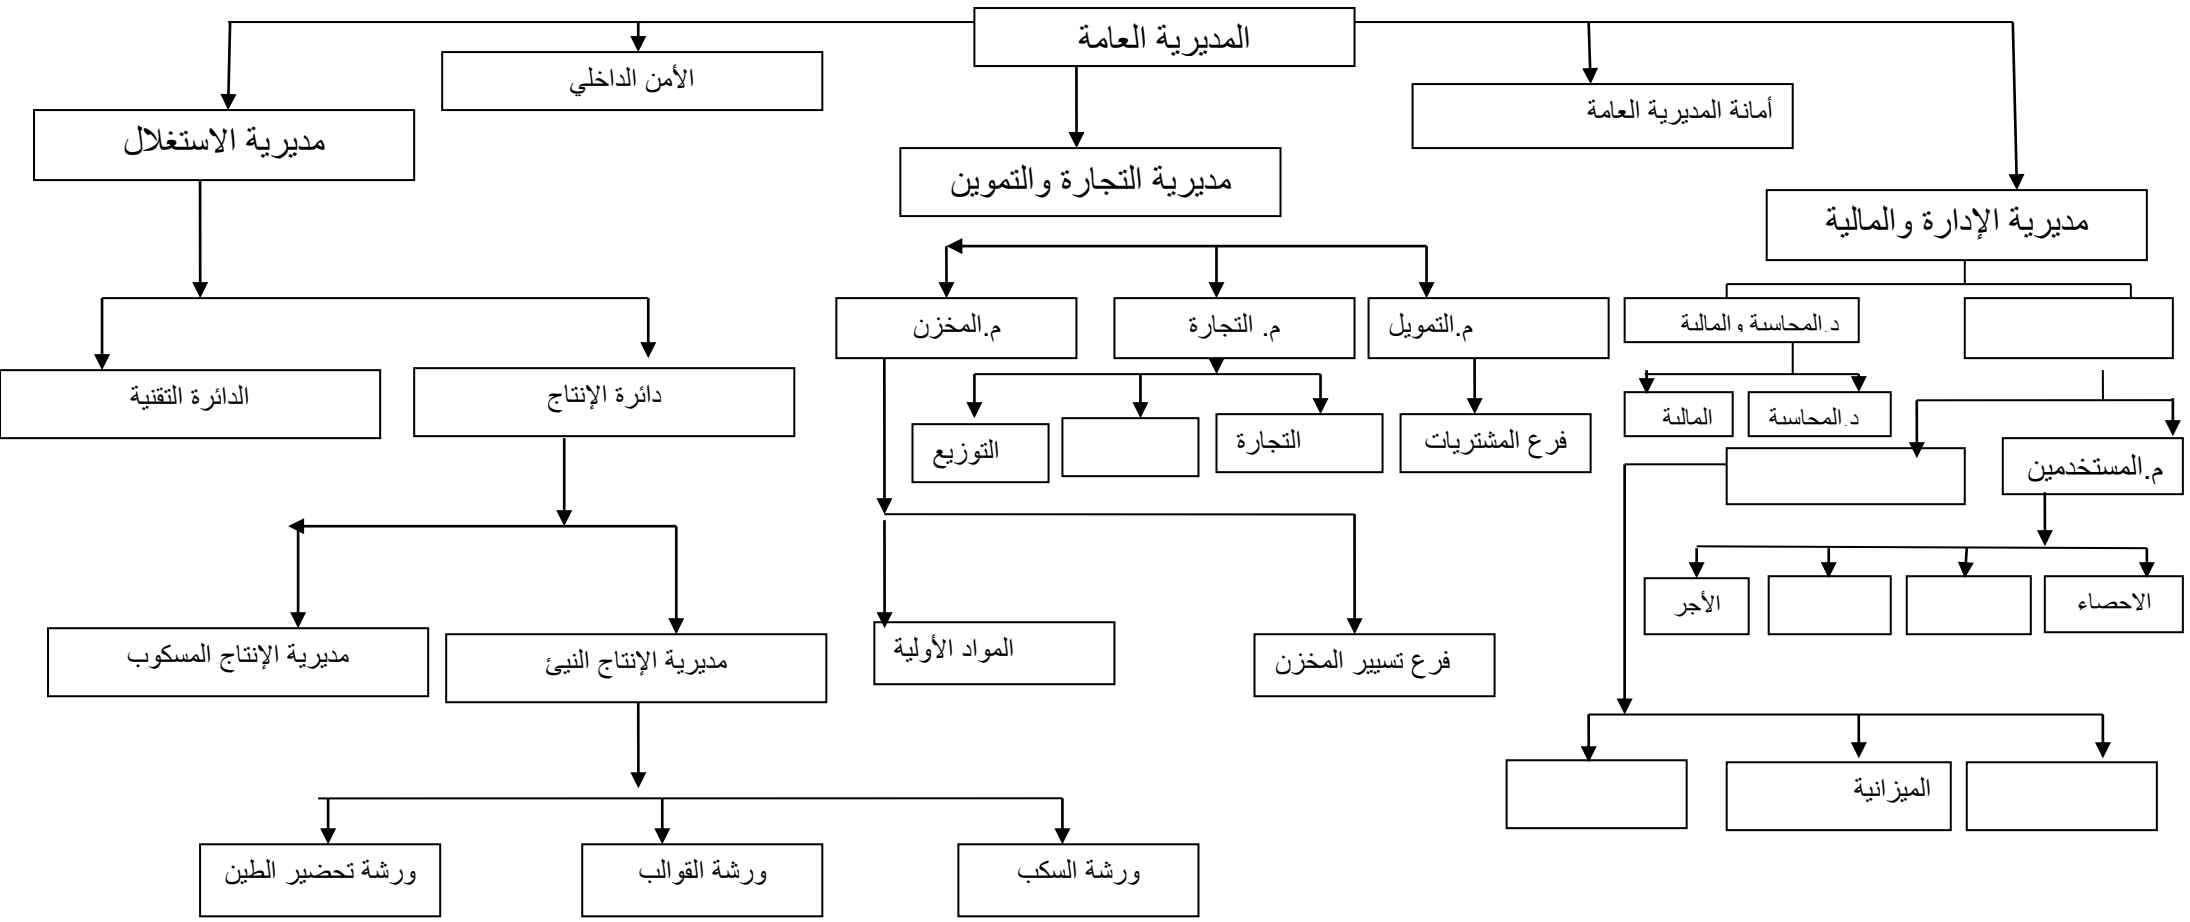 المديرية العامة
الأمن الداخلي
أمانة المديرية العامة
مديرية الاستغلال
مديرية التجارة والتموين
مديرية الإدارة والمالية
م.التمويل
م. التجارة
م.المخزن
د.المحاسبة والمالية
الدائرة التقنية
دائرة الإنتاج
المالية
د.المحاسبة
فرع المشتريات
التجارة
التوزيع
م.المستخدمين
الاحصاء
الأجر
المواد الأولية
فرع تسيير المخزن
مديرية الإنتاج النيئ
مديرية الإنتاج المسكوب
الميزانية
ورشة السكب
ورشة القوالب
ورشة تحضير الطين